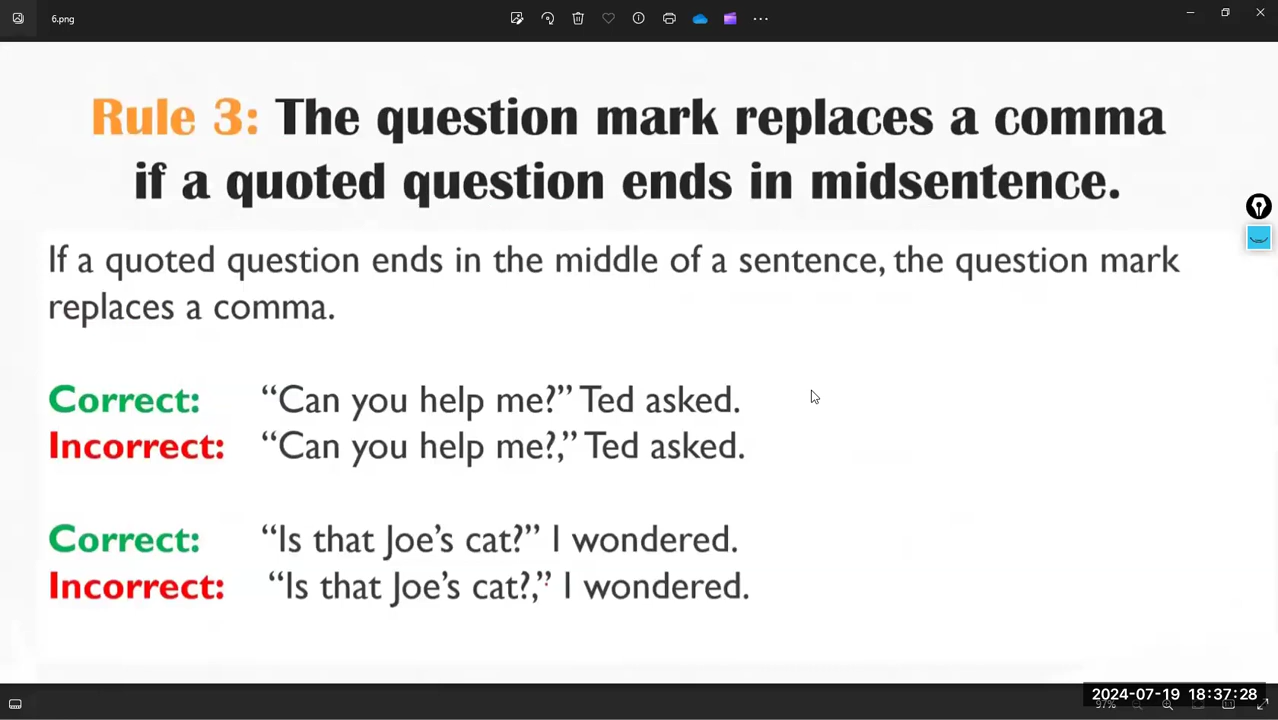 6.png
Rule 3: The question mark replaces a comma
if a quoted question ends in midsentence.
If a quoted question ends in the middle of a sentence, the question mark
replaces a comma.
Correct: “Can you help me?” Ted asked.
Incorrect: “Can you help me?,” Ted asked.
Correct: “Is that Joe’s cat?” I wondered.
Incorrect: “Is that Joe’s cat?,” I wondered.
2024-07-19 18:37:28
97%